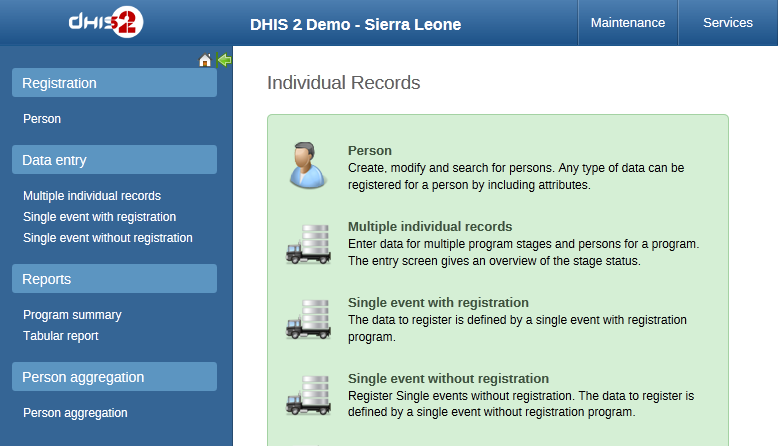 dhis2
DHIS 2 Demo - Sierra Leone
Maintenance
Services
Registration
Person
Data entry
Multiple individual records
Single event with registration
Single event without registration
Reports
Program summary
Tabular report
Person aggregation
Person aggregation
Individual Records
Person
Create, modify and search for persons. Any type of data can be
registered for a person by including attributes.
Multiple individual records
Enter data for multiple program stages and persons for a program.
The entry screen gives an overview of the stage status.
Single event with registration
The data to register is defined by a single event with registration
program.
Single event without registration
Register Single events without registration. The data to register is
defined by a single event without registration program.